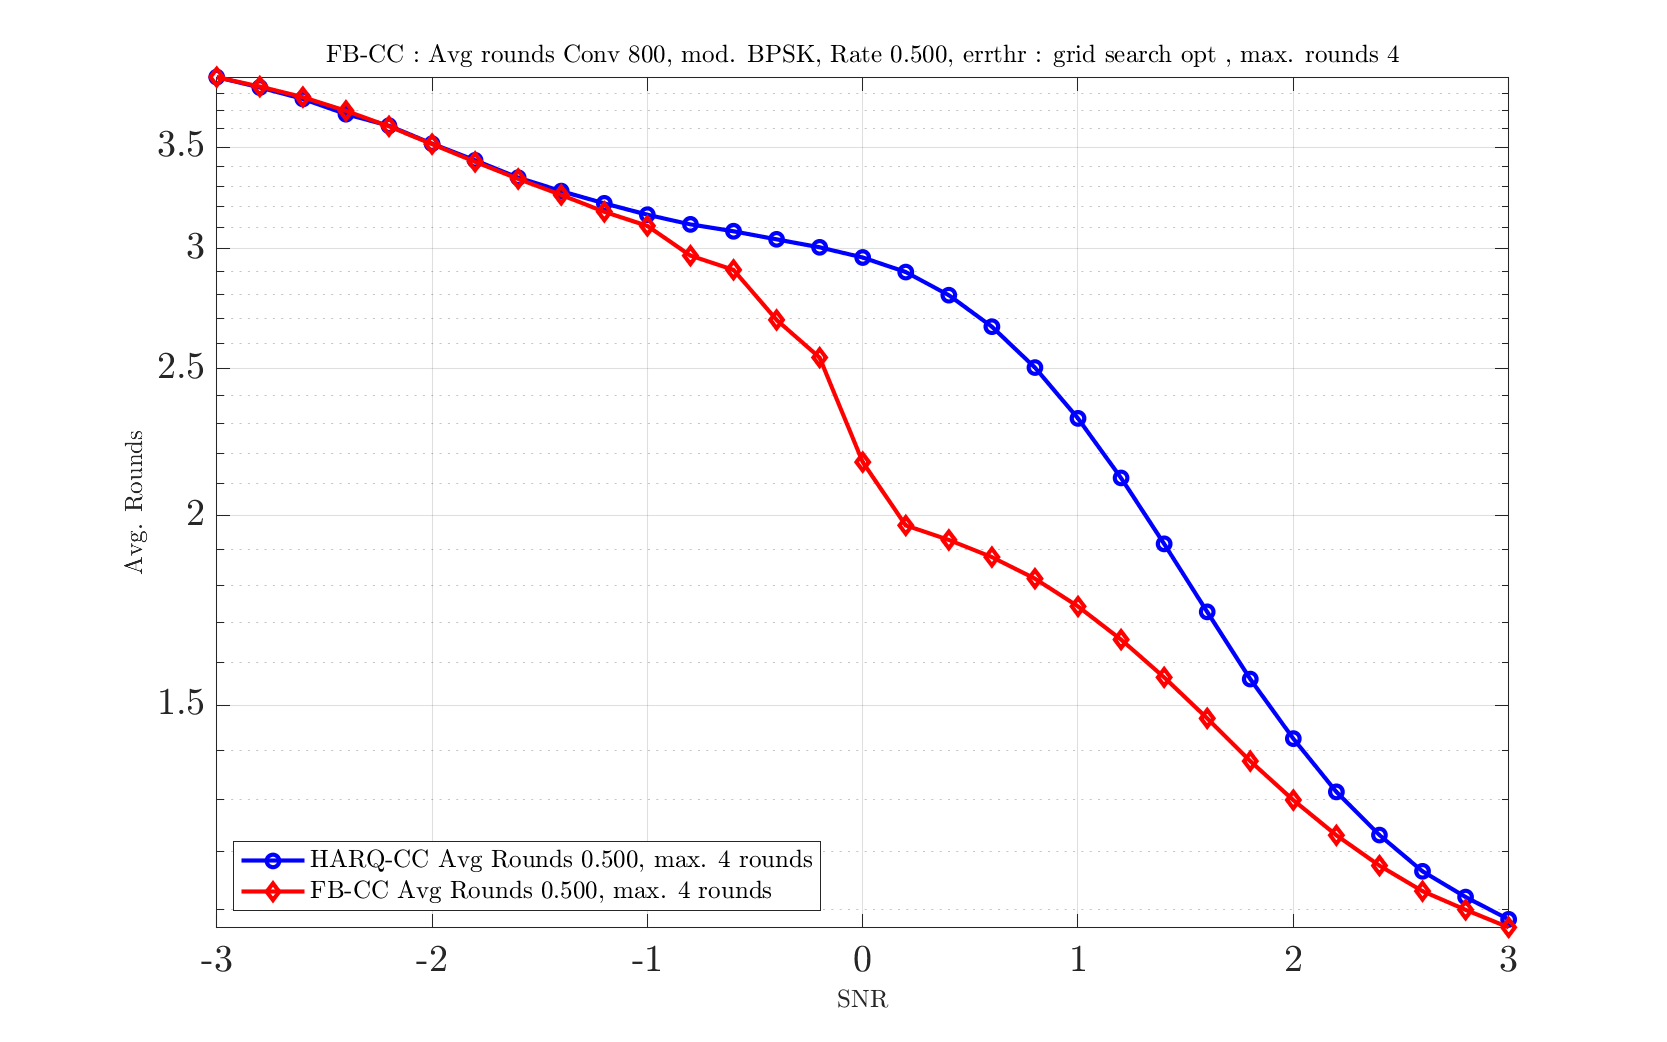 FB-CC : Avg rounds Conv 800, mod. BPSK, Rate 0.500, errthr : grid search opt , max. rounds 4
3.5
3
2.5
2
1.5
Avg. Rounds
HARQ-CC Avg Rounds 0.500, max. 4 rounds
FB-CC Avg Rounds 0.500, max. 4 rounds
-3 -2 -1 0 1 2 3
SNR